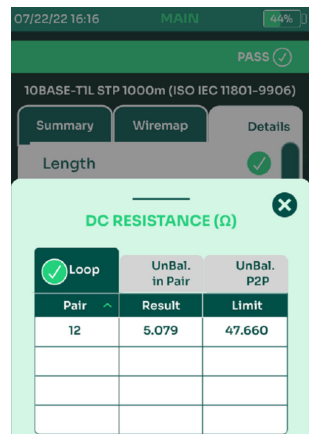 07/22/22 16:16 MAIN 44%
PASS
10BASE-T1L STP 1000m (ISO IEC 11801-9906)
Summary Wiremap Details
Length
DC RESISTANCE (Ω)
Loop UnBal. in Pair UnBal. P2P
Pair Result Limit
12 5.079 47.660